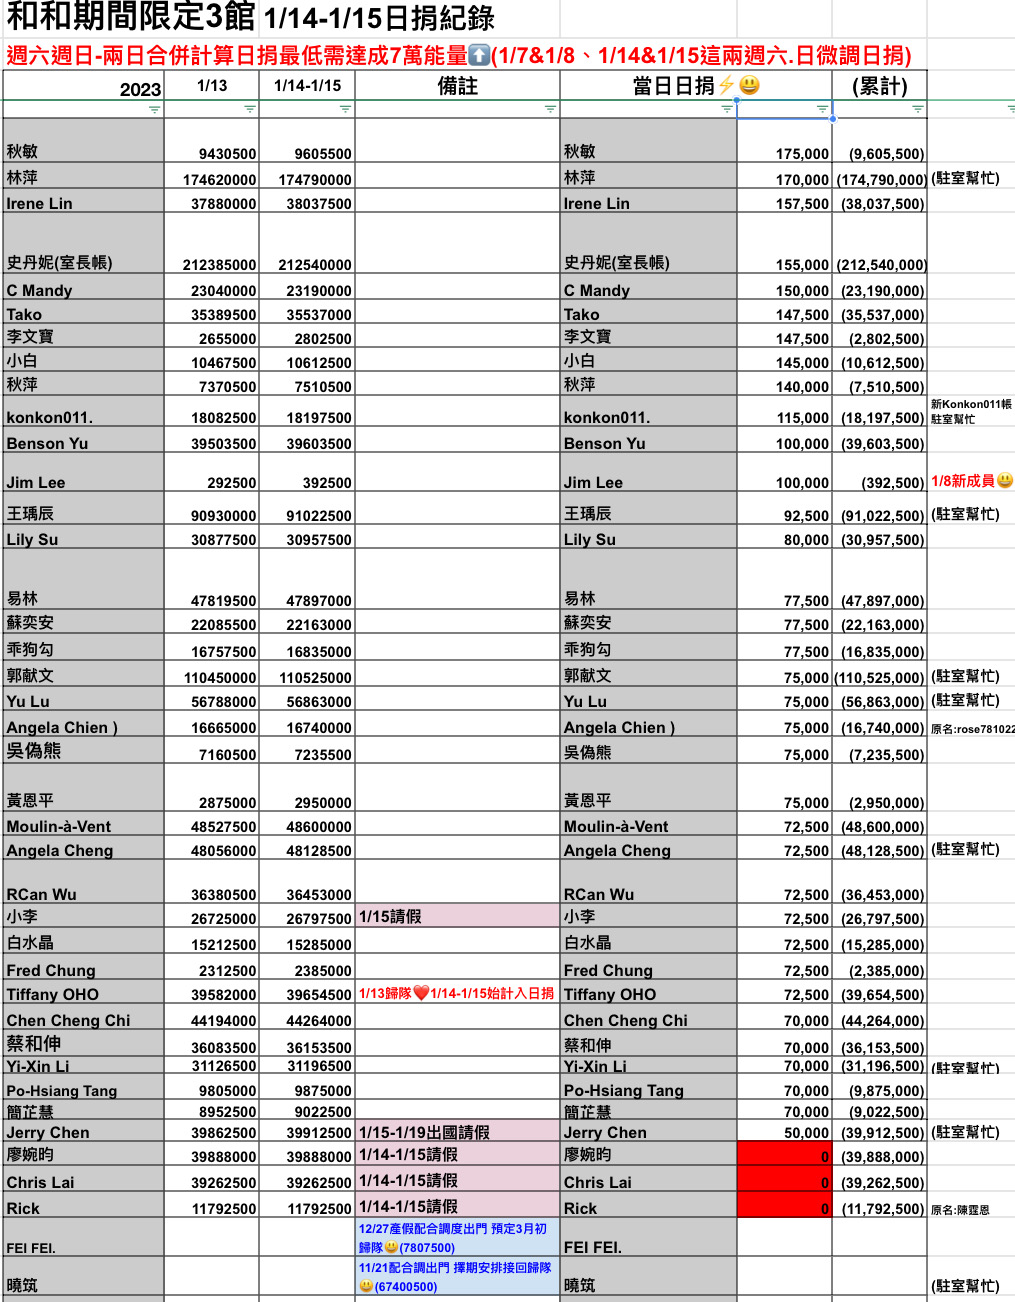 和和期間限定3館 1/14-1/15日捐紀錄
週六週日-兩日合併計算日捐最低需達成7萬能量⬆️(1/7&1/8、1/14&1/15這兩週六.日微調日捐)
2023 1/13 1/14-1/15 備註 當日日捐⚡😃 (累計)
秋敏 9430500 9605500 秋敏 175,000 (9,605,500)
林萍 174620000 174790000 林萍 170,000 (174,790,000) (駐室幫忙)
Irene Lin 37880000 38037500 Irene Lin 157,500 (38,037,500)
史丹妮(室長帳) 212385000 212540000 史丹妮(室長帳) 155,000 (212,540,000)
C Mandy 23040000 23190000 C Mandy 150,000 (23,190,000)
Tako 35389500 35537000 Tako 147,500 (35,537,000)
李文寶 2655000 2802500 李文寶 147,500 (2,802,500)
小白 10467500 10612500 小白 145,000 (10,612,500)
秋萍 7370500 7510500 秋萍 140,000 (7,510,500)
konkon011. 18082500 18197500 konkon011. 115,000 (18,197,500) 新Konkon011帳
駐室幫忙
Benson Yu 39503500 39603500 Benson Yu 100,000 (39,603,500)
Jim Lee 292500 392500 Jim Lee 100,000 (392,500) 1/8新成員😃
王瑀辰 90930000 91022500 王瑀辰 92,500 (91,022,500) (駐室幫忙)
Lily Su 30877500 30957500 Lily Su 80,000 (30,957,500)
易林 47819500 47897000 易林 77,500 (47,897,000)
蘇奕安 22085500 22163000 蘇奕安 77,500 (22,163,000)
乖狗勾 16757500 16835000 乖狗勾 77,500 (16,835,000)
郭献文 110450000 110525000 郭献文 75,000 (110,525,000) (駐室幫忙)
Yu Lu 56788000 56863000 Yu Lu 75,000 (56,863,000) (駐室幫忙)
Angela Chien ) 16665000 16740000 Angela Chien ) 75,000 (16,740,000) 原名:rose781022
吳偽熊 7160500 7235500 吳偽熊 75,000 (7,235,500)
黃恩平 2875000 2950000 黃恩平 75,000 (2,950,000)
Moulin-à-Vent 48527500 48600000 Moulin-à-Vent 72,500 (48,600,000)
Angela Cheng 48056000 48128500 Angela Cheng 72,500 (48,128,500) (駐室幫忙)
RCan Wu 36380500 36453000 RCan Wu 72,500 (36,453,000)
小李 26725000 26797500 1/15請假 小李 72,500 (26,797,500)
白水晶 15212500 15285000 白水晶 72,500 (15,285,000)
Fred Chung 2312500 2385000 Fred Chung 72,500 (2,385,000)
Tiffany OHO 39582000 39654500 1/13歸隊❤️1/14-1/15始計入日捐 Tiffany OHO 72,500 (39,654,500)
Chen Cheng Chi 44194000 44264000 Chen Cheng Chi 70,000 (44,264,000)
蔡和伸 36083500 36153500 蔡和伸 70,000 (36,153,500)
Yi-Xin Li 31126500 31196500 Yi-Xin Li 70,000 (31,196,500) (駐室幫忙)
Po-Hsiang Tang 9805000 9875000 Po-Hsiang Tang 70,000 (9,875,000)
簡芷慧 8952500 9022500 簡芷慧 70,000 (9,022,500)
Jerry Chen 39862500 39912500 1/15-1/19出國請假 Jerry Chen 50,000 (39,912,500) (駐室幫忙)
廖婉昀 39888000 39888000 1/14-1/15請假 廖婉昀 0 (39,888,000)
Chris Lai 39262500 39262500 1/14-1/15請假 Chris Lai 0 (39,262,500)
Rick 11792500 11792500 1/14-1/15請假 Rick 0 (11,792,500) 原名:陳霆恩
FEI FEI. 12/27產假配合調度出門 預定3月初
歸隊😃(7807500) FEI FEI.
曉筑 11/21配合調出門 擇期安排接回歸隊
😃(67400500) 曉筑 (駐室幫忙)